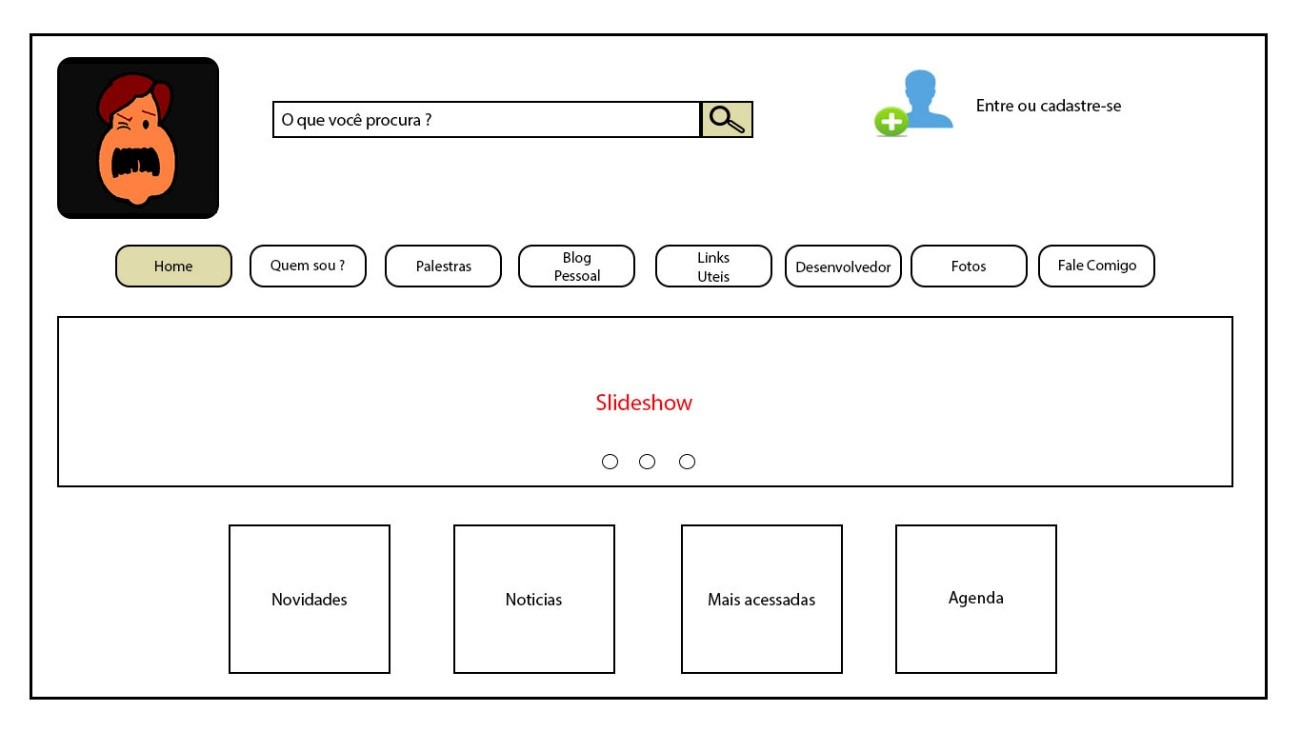 O que você procura ?
Entre ou cadastre-se
Home
Quem sou ?
Palestras
Blog
Pessoal
Links
Uteis
Desenvolvedor
Fotos
Fale Comigo
Slideshow
Novidades
Noticias
Mais acessadas
Agenda